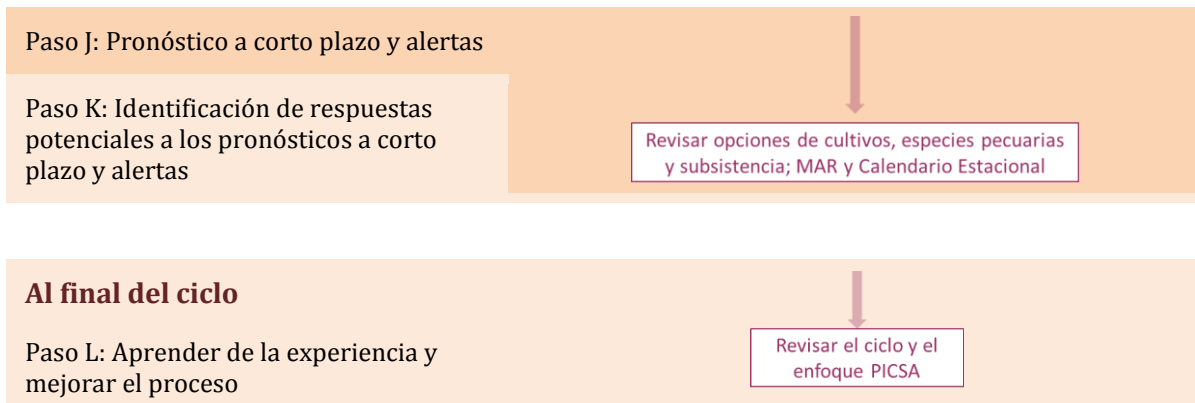 Paso J: Pronóstico a corto plazo y alertas
Paso K: Identificación de respuestas
potenciales a los pronósticos a corto
plazo y alertas
Revisar opciones de cultivos, especies pecuarias
y subsistencia; MAR y Calendario Estacional
Al final del ciclo
Paso L: Aprender de la experiencia y
mejorar el proceso
Revisar el ciclo y el
enfoque PICSA